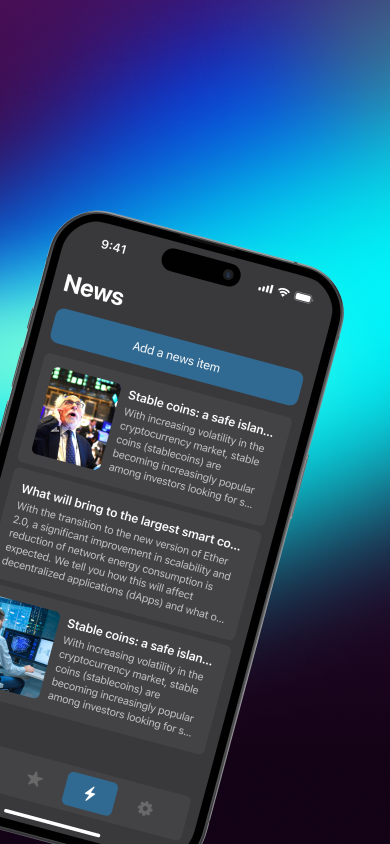 9:41
News
Add a news item
Stable coins: a safe islan...
With increasing volatility in the
cryptocurrency market, stable
coins (stablecoins) are
becoming increasingly popular
among investors looking for s...
What will bring to the largest smart co...
With the transition to the new version of Ether
2.0, a significant improvement in scalability and
reduction of network energy consumption is
expected. We tell you how this will affect
decentralized applications (dApps) and what o...
Stable coins: a safe islan...
With increasing volatility in the
cryptocurrency market, stable
coins (stablecoins) are
becoming increasingly popular
among investors looking for s...